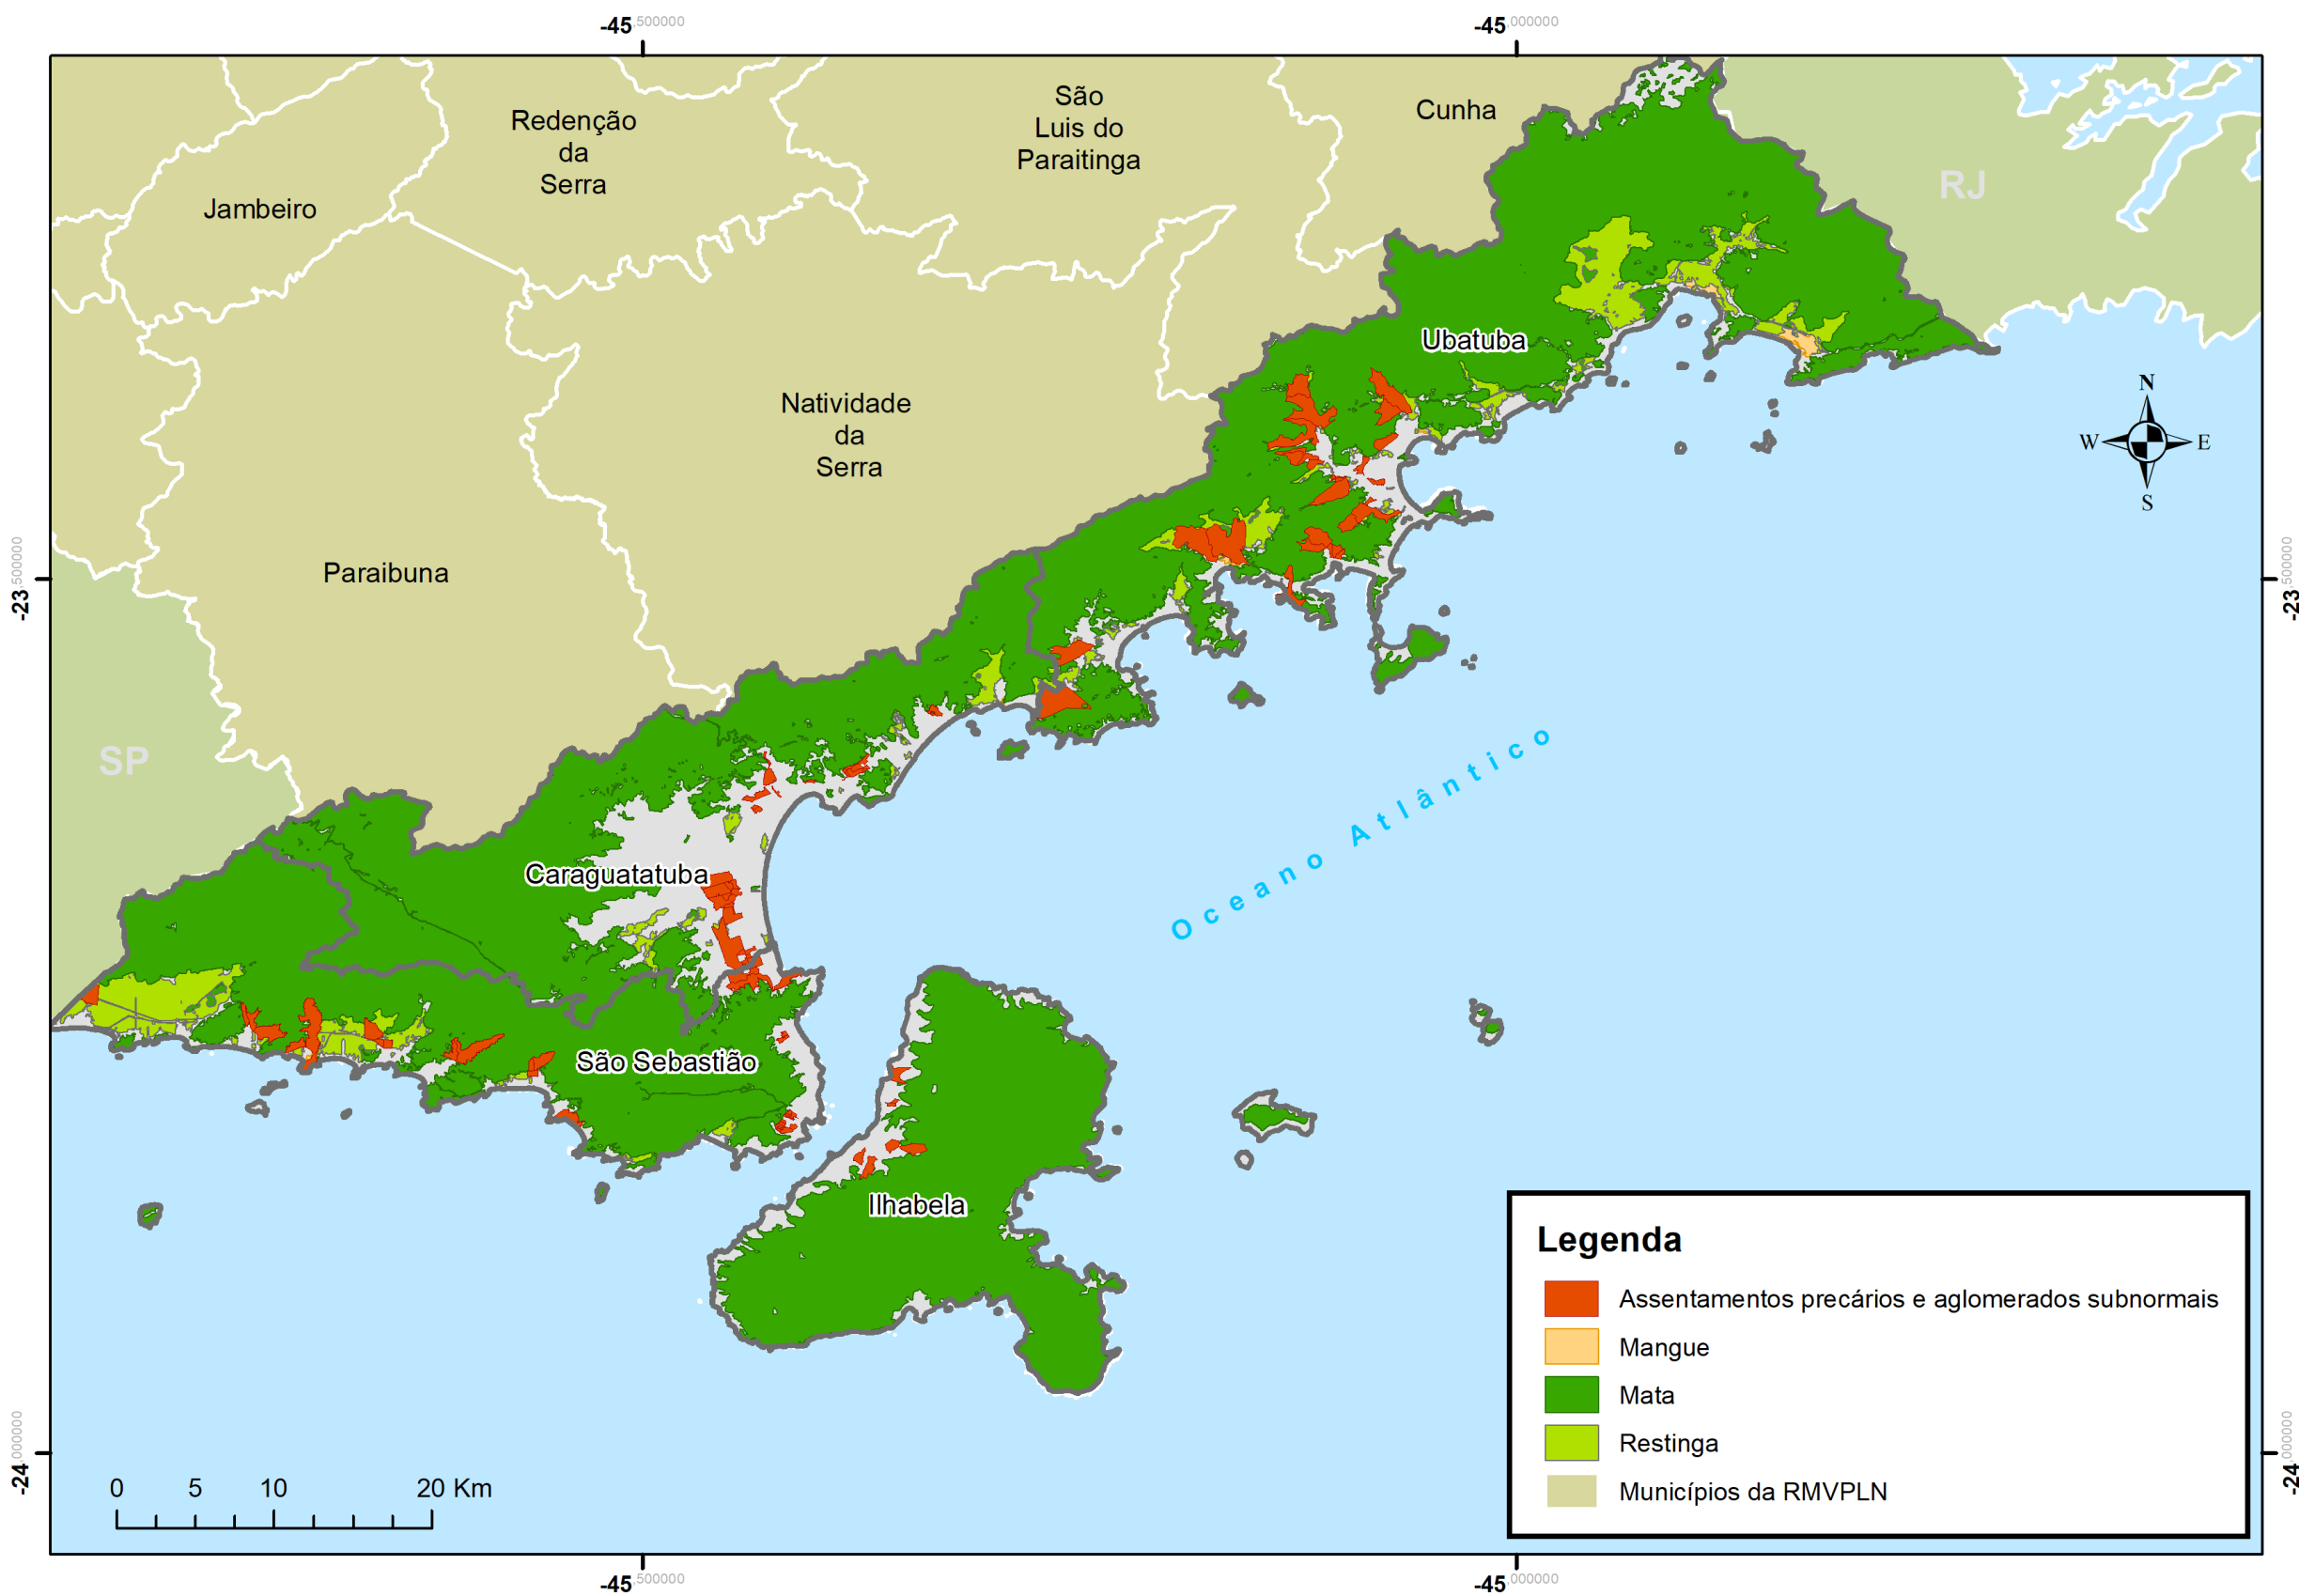 -45,500000
-45,000000
São
Cunha
Redenção
Luis do
da
Paraitinga
Serra
RJ
Jambeiro
Ubatuba
N
W E
S
Natividade
da
Serra
-23,500000
Paraibuna
-23,500000
SP
Oceano Atlântico
Caraguatatuba
São Sebastião
Ilhabela
Legenda
Assentamentos precários e aglomerados subnormais
Mangue
Mata
Restinga
Municípios da RMVPLN
-24,000000
-24,000000
0 5 10 20 Km
-45,500000
-45,000000